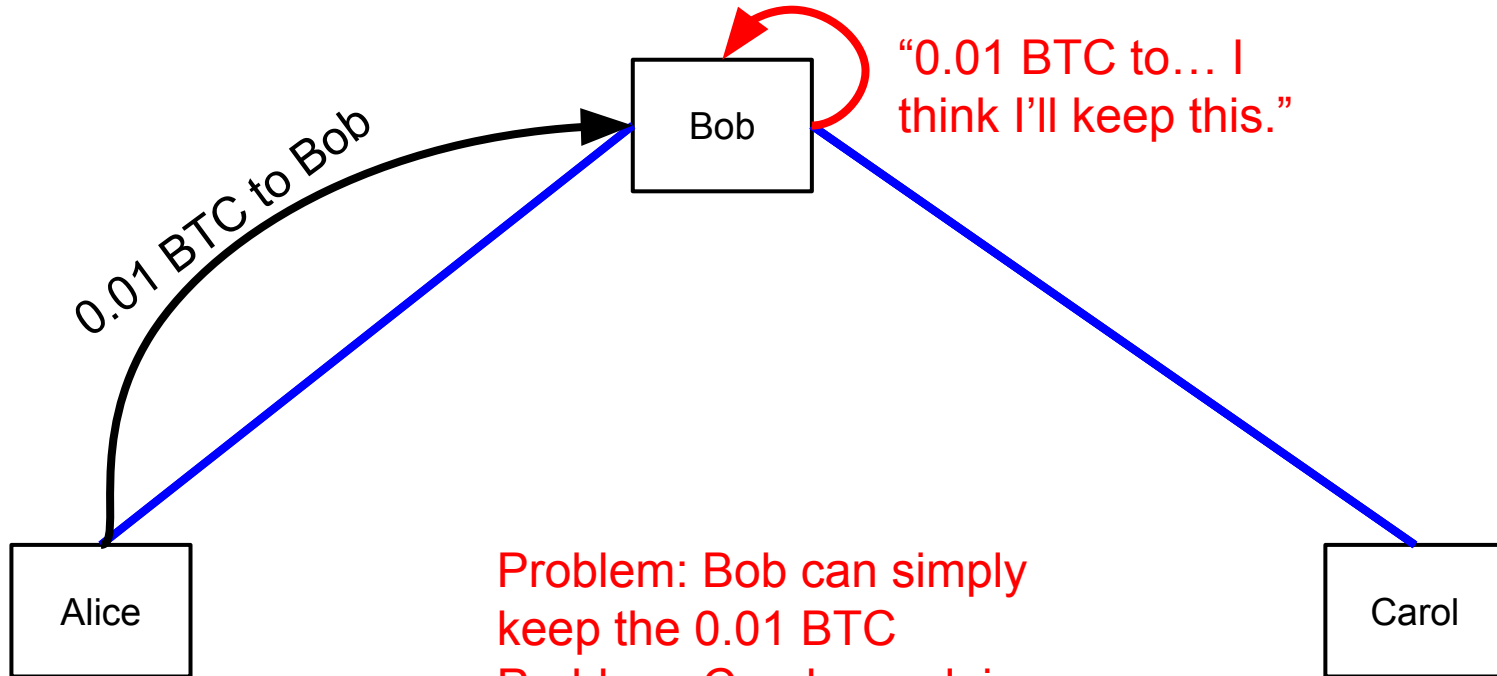 “0.01 BTC to… I
think I’ll keep this.”
Bob
0.01 BTC to Bob
Problem: Bob can simply
keep the 0.01 BTC
Alice
Carol